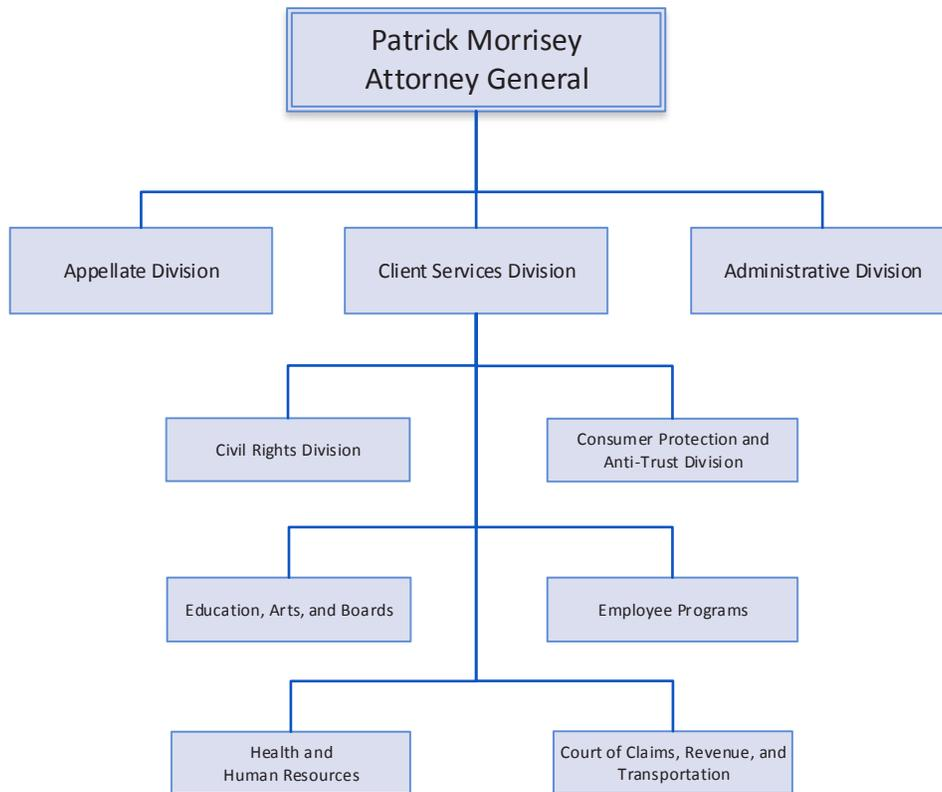 Patrick Morrisey
Attorney General
Appellate Division
Client Services Division
Administrative Division
Civil Rights Division
Consumer Protection and
Anti-Trust Division
Education, Arts, and Boards
Employee Programs
Health and
Human Resources
Court of Claims, Revenue, and
Transportation